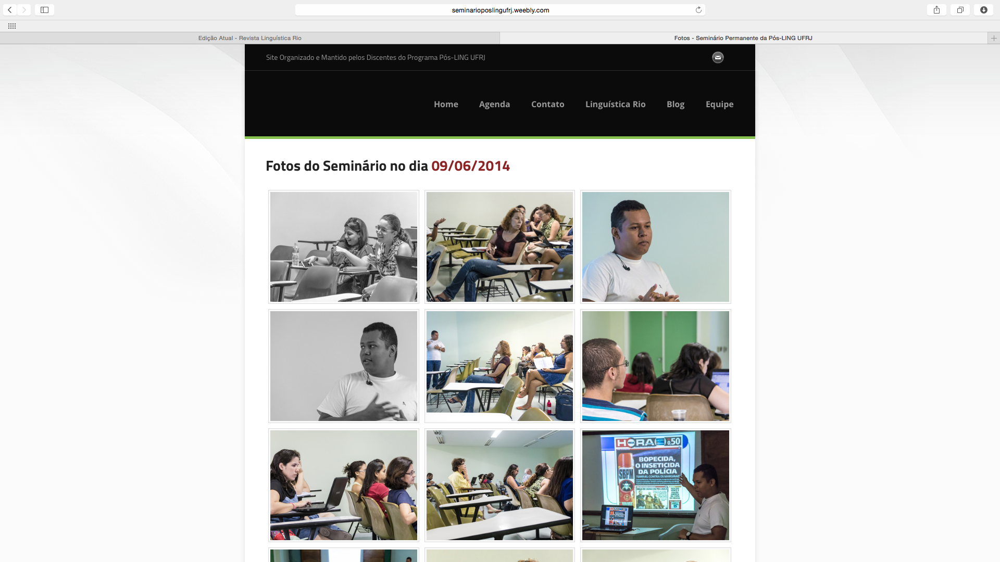 seminarioposlingufrj.weebly.com
Edição Atual - Revista Linguística Rio
Fotos - Seminário Permanente da Pós-LING UFRJ
Site Organizado e Mantido pelos Discentes do Programa Pós-LING UFRJ
Home Agenda Contato Linguística Rio Blog Equipe
Fotos do Seminário no dia 09/06/2014
HORA 0,50
BOPECIDA,
O INSETICIDA
DA POLÍCIA
SBPM